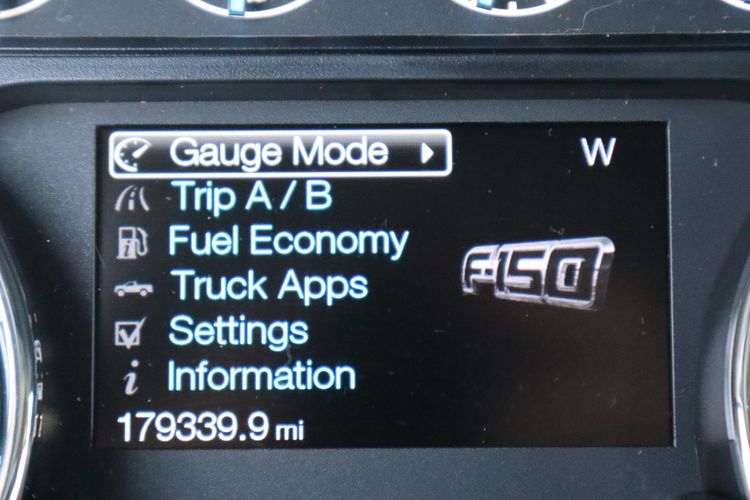 Gauge Mode
W
Trip A / B
Fuel Economy
F-150
Truck Apps
Settings
Information
179339.9 mi